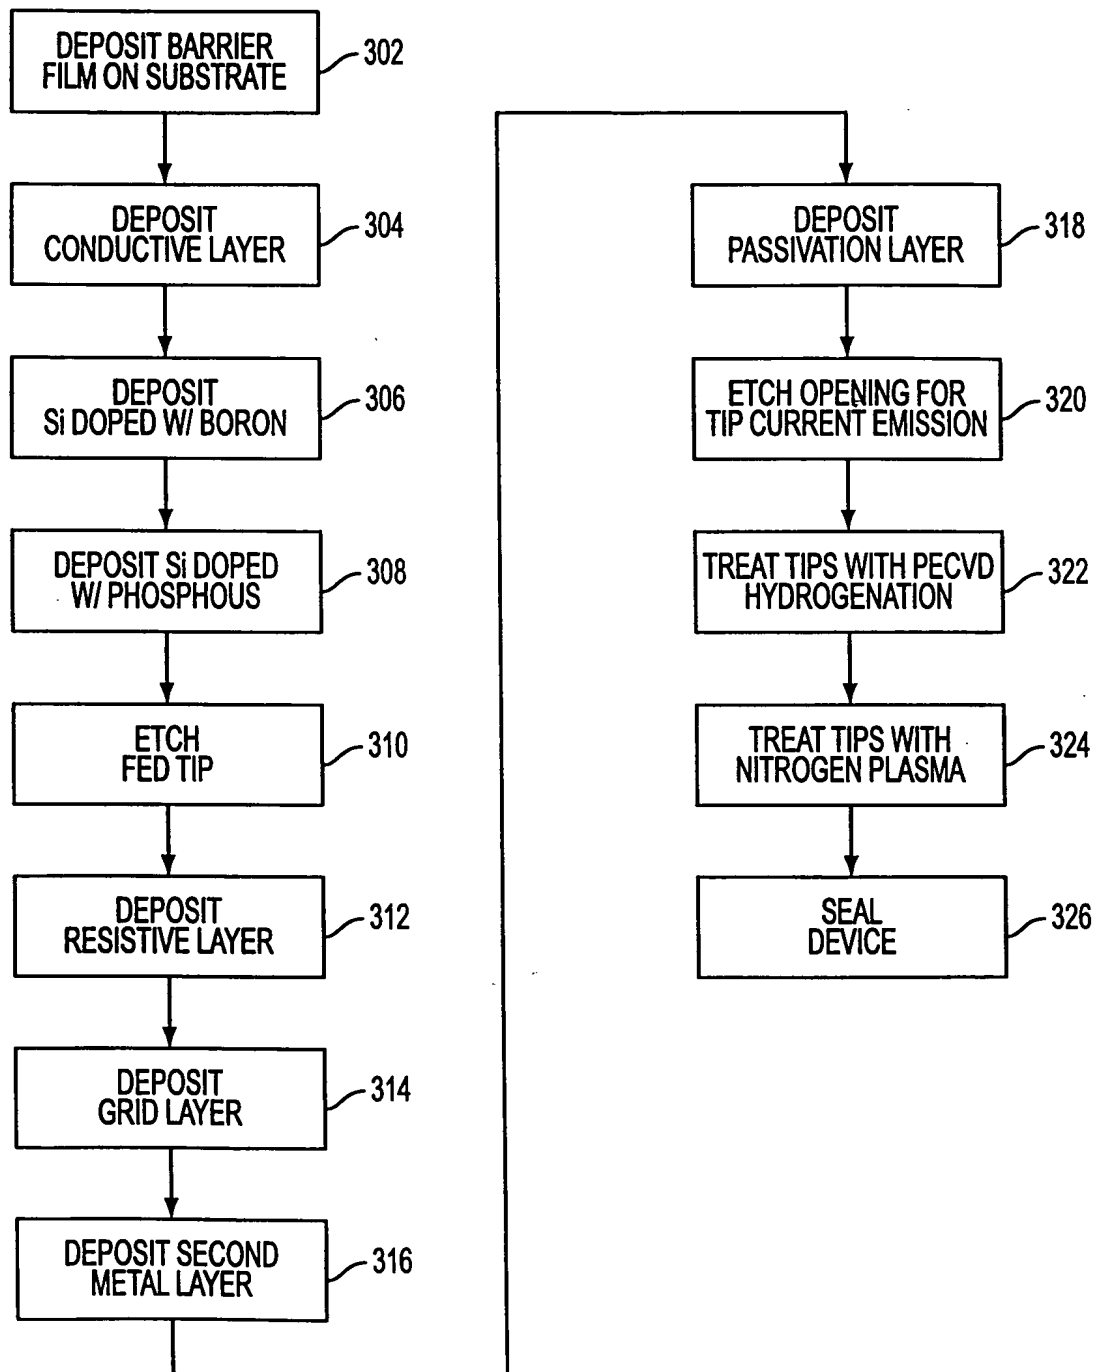 DEPOSIT BARRIER
FILM ON SUBSTRATE
302
DEPOSIT
CONDUCTIVE LAYER
304
DEPOSIT
Si DOPED W/ BORON
306
DEPOSIT Si DOPED
W/ PHOSPHOUS
308
ETCH
FED TIP
310
DEPOSIT
RESISTIVE LAYER
312
DEPOSIT
GRID LAYER
314
DEPOSIT SECOND
METAL LAYER
316
DEPOSIT
PASSIVATION LAYER
318
ETCH OPENING FOR
TIP CURRENT EMISSION
320
TREAT TIPS WITH PECVD
HYDROGENATION
322
TREAT TIPS WITH
NITROGEN PLASMA
324
SEAL
DEVICE
326